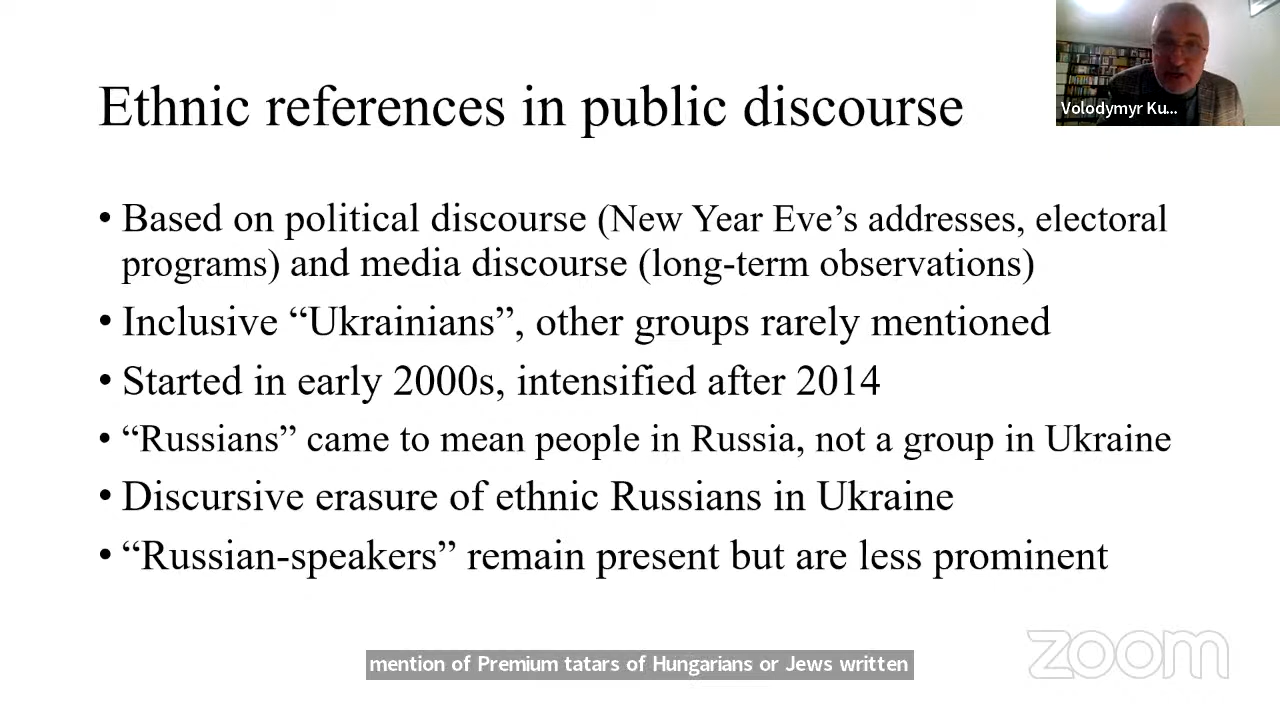 Volodymyr Ku...
Ethnic references in public discourse
• Based on political discourse (New Year Eve’s addresses, electoral
programs) and media discourse (long-term observations)
• Inclusive “Ukrainians”, other groups rarely mentioned
• Started in early 2000s, intensified after 2014
• “Russians” came to mean people in Russia, not a group in Ukraine
• Discursive erasure of ethnic Russians in Ukraine
• “Russian-speakers” remain present but are less prominent
zoom
mention of Premium tatars of Hungarians or Jews written